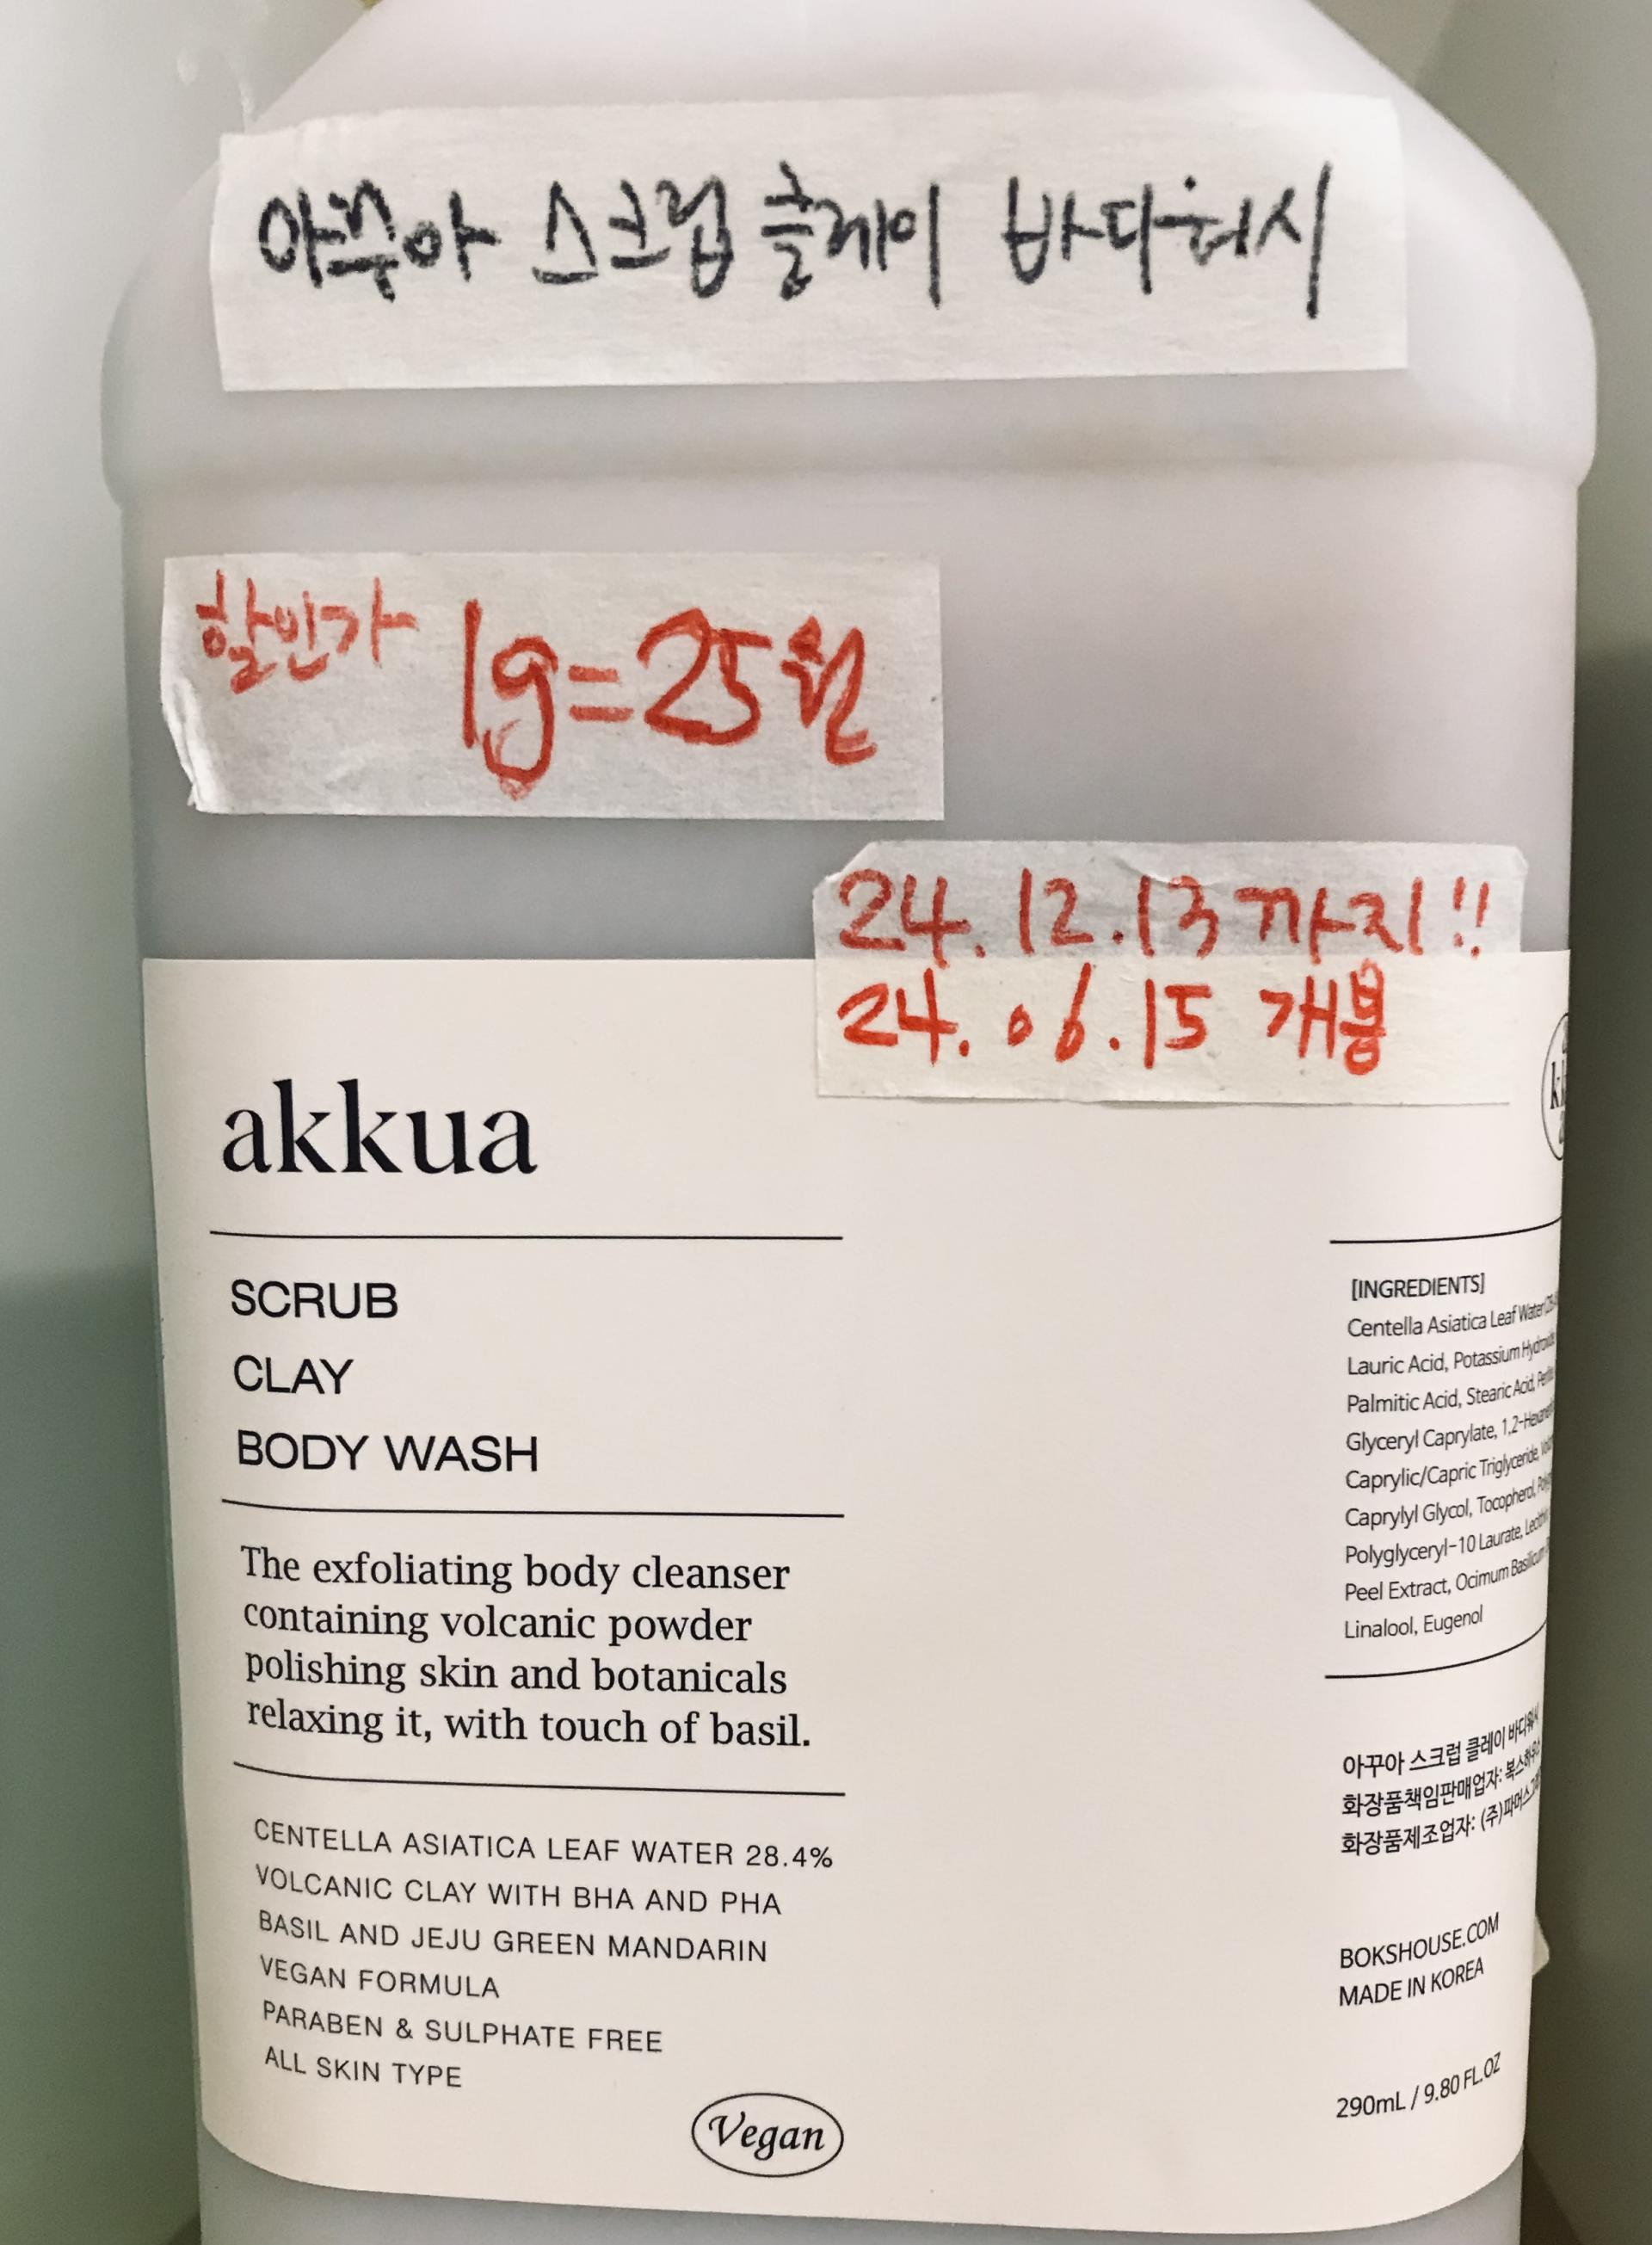 아꾸아 스크럽 클레이 바디워시
할인가 1g=25원
24.12.13 까지!!
24.06.15 개봉
akkua
SCRUB
CLAY
BODY WASH
The exfoliating body cleanser
containing volcanic powder
polishing skin and botanicals
relaxing it, with touch of basil.
CENTELLA ASIATICA LEAF WATER 28.4%
VOLCANIC CLAY WITH BHA AND PHA
BASIL AND JEJU GREEN MANDARIN
VEGAN FORMULA
PARABEN & SULPHATE FREE
ALL SKIN TYPE
Vegan
[INGREDIENTS]
Centella Asiatica Leaf Water
Lauric Acid, Potassium Hydroxide
Palmitic Acid, Stearic Acid,
Glyceryl Caprylate,
Caprylic/Capric Triglyceride,
Caprylyl Glycol, Tocopherol,
Polyglyceryl-10 Laurate,
Peel Extract, Ocimum Basilicum
Linalool, Eugenol
아꾸아 스크럽 클레이 바디워시
화장품책임판매업자: 복스하우스
화장품제조업자:
BOKSHOUSE.COM
MADE IN KOREA
290mL / 9.80 FL.OZ